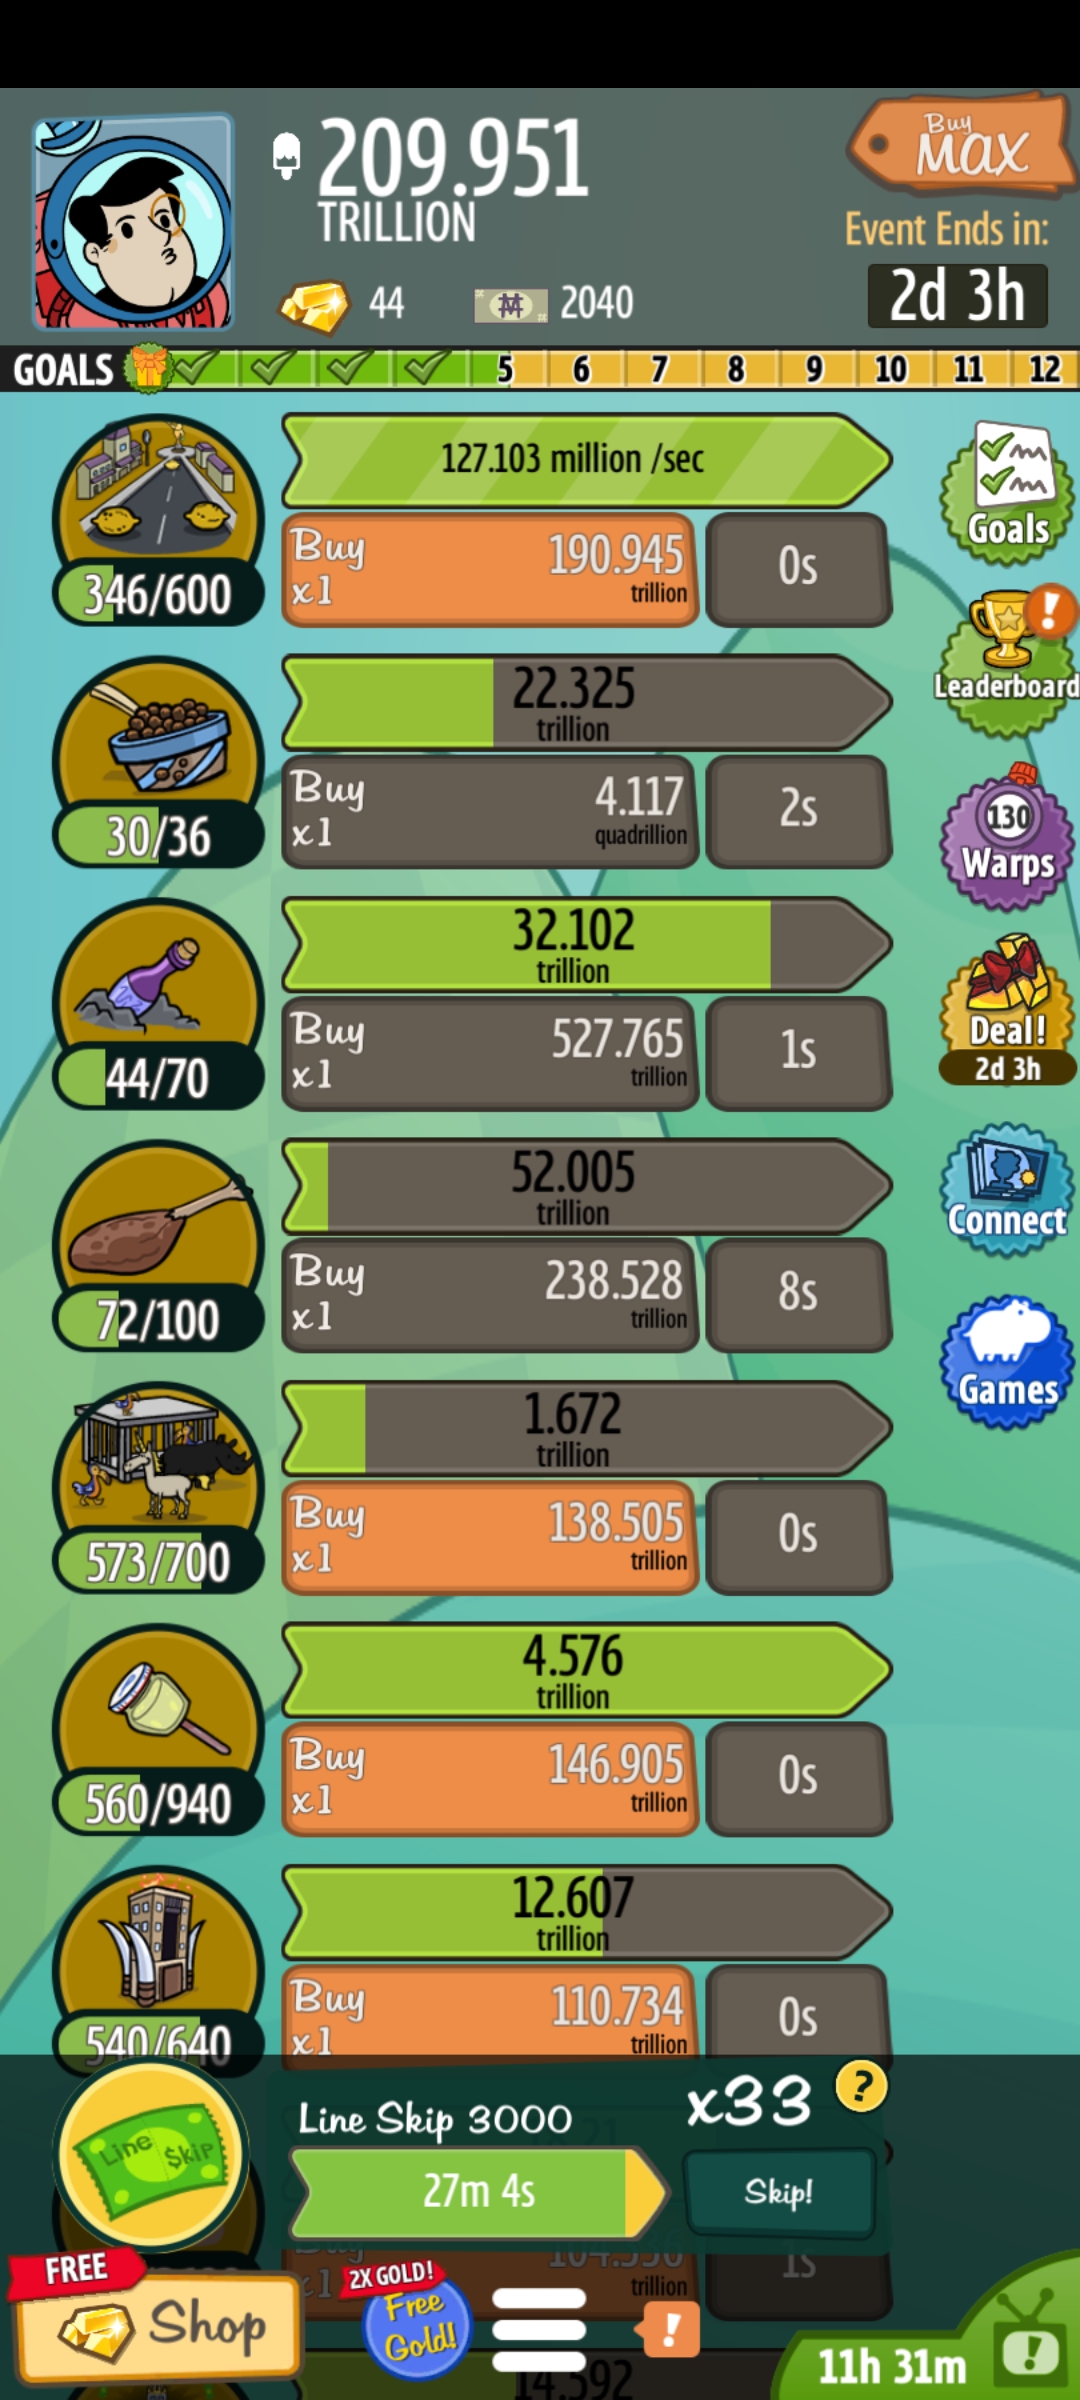 209.951
TRILLION
Buy
MAX
Event Ends in:
2d 3h
44
2040
GOALS
5 6 7 8 9 10 11 12
127.103 million /sec
Buy
x1
190.945
trillion
0s
346/600
Goals
22.325
trillion
Buy
x1
4.117
quadrillion
2s
30/36
!
Leaderboard
32.102
trillion
Buy
x1
527.765
trillion
1s
44/70
130
Warps
52.005
trillion
Buy
x1
238.528
trillion
8s
72/100
Deal!
2d 3h
Connect
1.672
trillion
Buy
x1
138.505
trillion
0s
573/700
Games
4.576
trillion
Buy
x1
146.905
trillion
0s
560/940
12.607
trillion
Buy
x1
110.734
trillion
0s
540/640
Line Skip
Line Skip 3000
x33
?
27m 4s
Skip!
trillion
1s
FREE
Shop
2X GOLD!
Free
Gold!
!
11h 31m
!
14.592